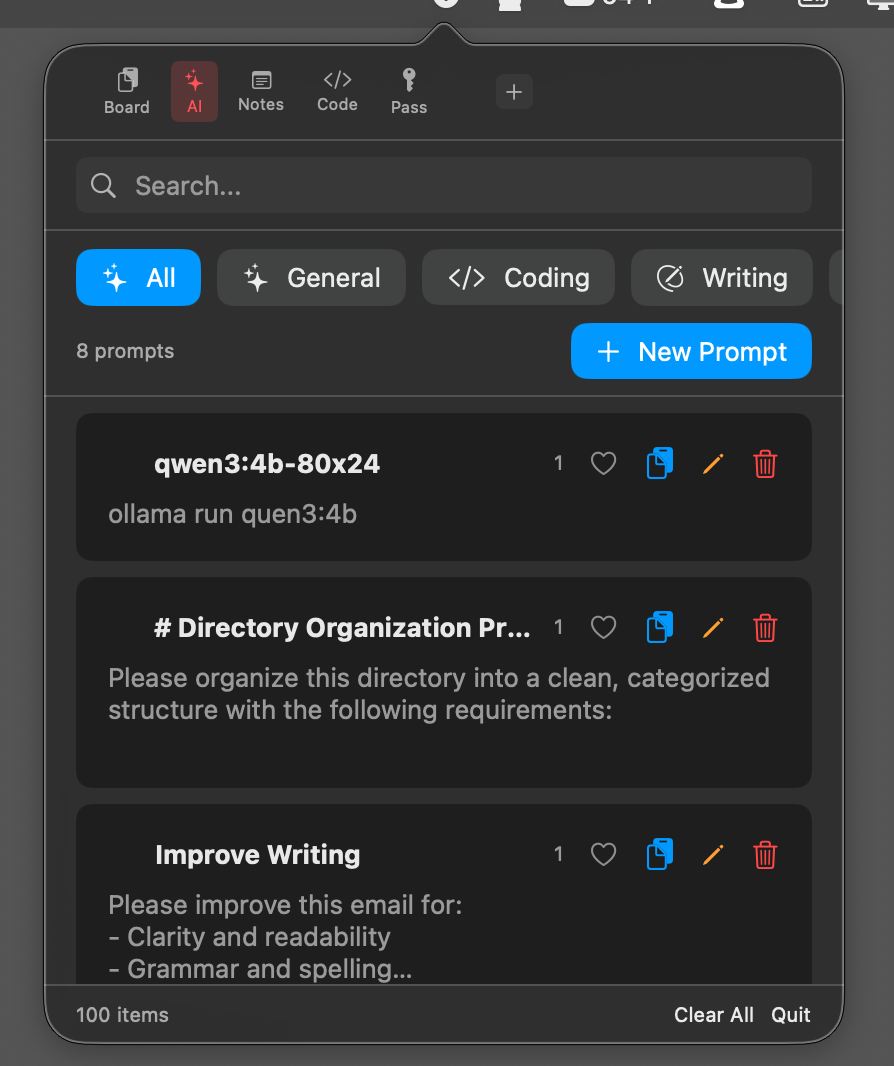 Board
AI
Notes
Code
Pass
Search...
All
General
Coding
Writing
8 prompts
New Prompt
qwen3:4b-80x24
1
ollama run quen3:4b
# Directory Organization Pr...
1
Please organize this directory into a clean, categorized
structure with the following requirements:
Improve Writing
1
Please improve this email for:
- Clarity and readability
- Grammar and spelling...
100 items
Clear All
Quit